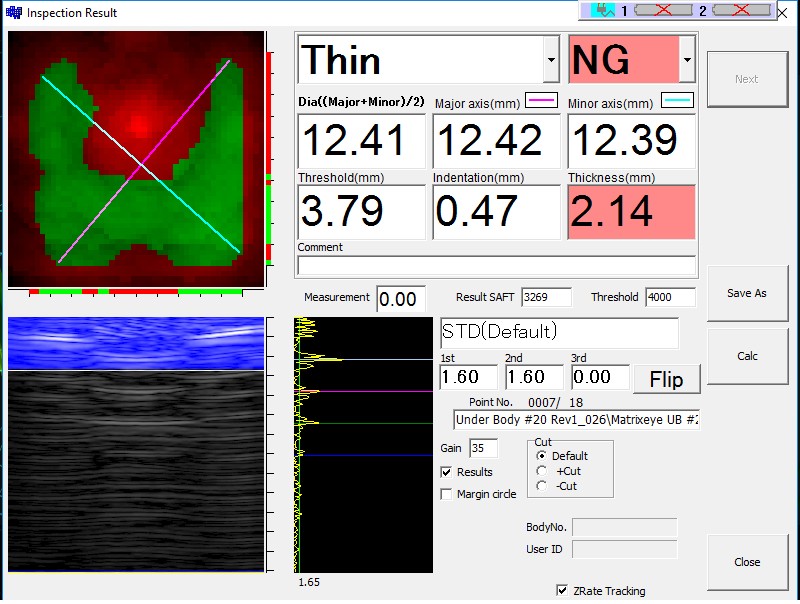 Inspection Result
1 2
Thin NG
Next
Dia((Major+Minor)/2) Major axis(mm) Minor axis(mm)
12.41 12.42 12.39
Threshold(mm) Indentation(mm) Thickness(mm)
3.79 0.47 2.14
Comment
Measurement 0.00 Result SAFT 3269 Threshold 4000
Save As
STD(Default)
1st 2nd 3rd
1.60 1.60 0.00 Flip
Calc
Point No. 0007/ 18
Under Body #20 Rev1_026\Matrixeye UB #2
Gain 35
Cut
Default
+Cut
-Cut
Results
Margin circle
BodyNo.
User ID
Close
1.65
ZRate Tracking